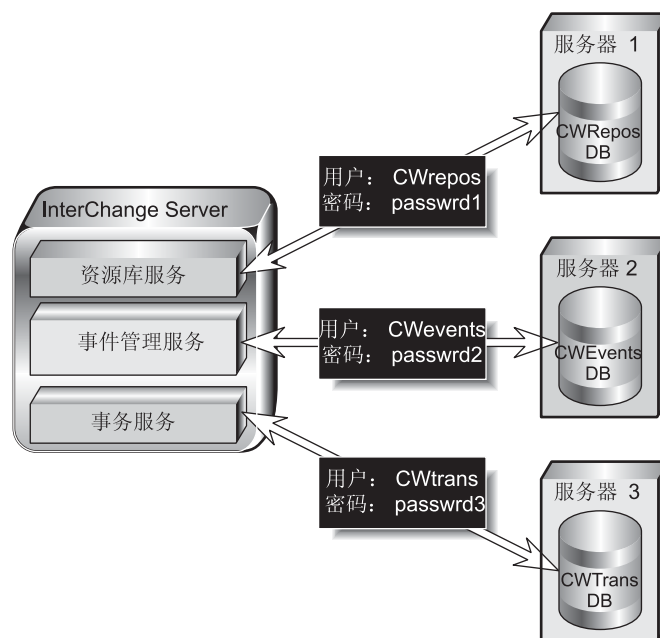 InterChange Server
资源库服务
事件管理服务
事务服务
用户： CWrepos
密码： passwrd1
用户： CWevents
密码： passwrd2
用户： CWtrans
密码： passwrd3
服务器 1
CWRepos
DB
服务器 2
CWEvents
DB
服务器 3
CWTrans
DB